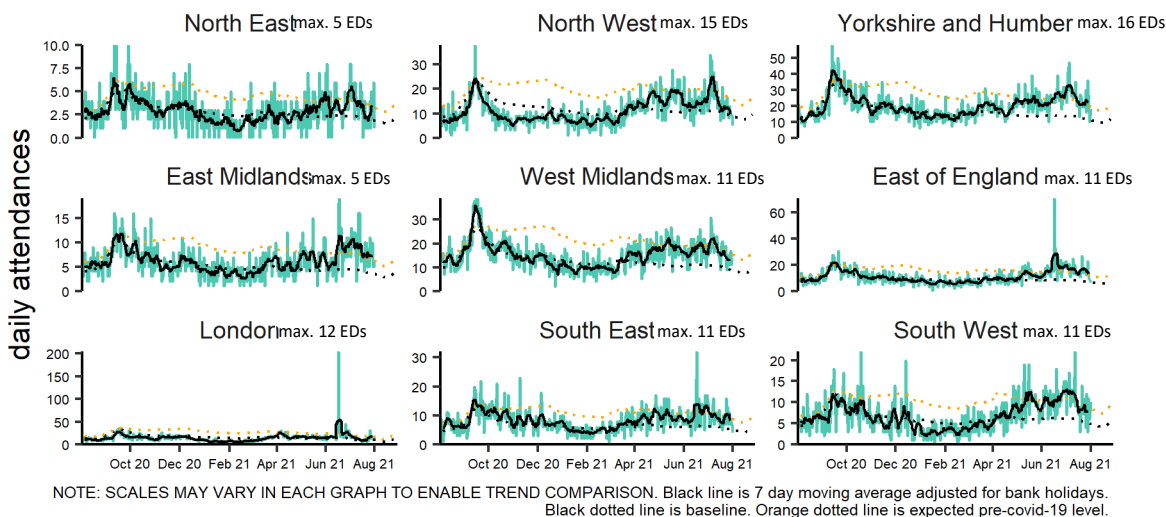 North East max. 5 EDs
North West max. 15 EDs
Yorkshire and Humber max. 16 EDs
10.0
7.5
5.0
2.5
0.0
30
20
10
0
50
40
30
20
10
0
East Midlands max. 5 EDs
West Midlands max. 11 EDs
East of England max. 11 EDs
15
10
5
0
30
20
10
0
60
40
20
0
daily attendances
London max. 12 EDs
South East max. 11 EDs
South West max. 11 EDs
200
150
100
50
0
30
20
10
0
20
15
10
5
0
Oct 20 Dec 20 Feb 21 Apr 21 Jun 21 Aug 21
Oct 20 Dec 20 Feb 21 Apr 21 Jun 21 Aug 21
Oct 20 Dec 20 Feb 21 Apr 21 Jun 21 Aug 21
NOTE: SCALES MAY VARY IN EACH GRAPH TO ENABLE TREND COMPARISON. Black line is 7 day moving average adjusted for bank holidays.
Black dotted line is baseline. Orange dotted line is expected pre-covid-19 level.